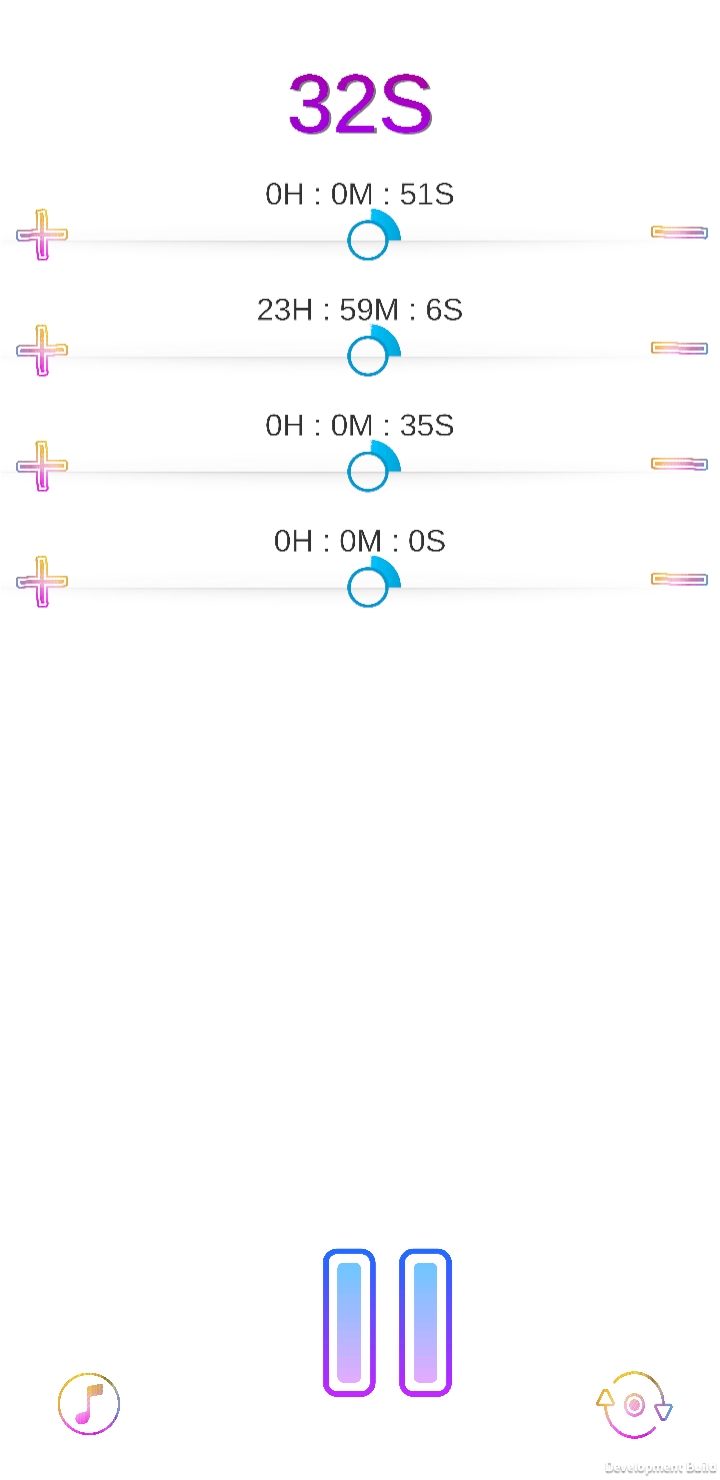 32S
0H : 0M : 51S
23H : 59M : 6S
0H : 0M : 35S
0H : 0M : 0S
Development Build